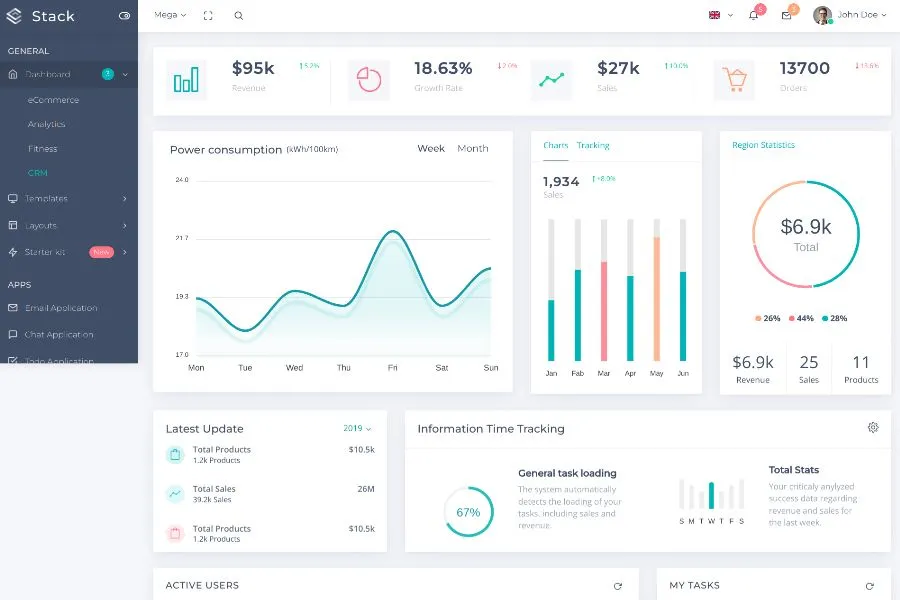 Stack
Mega
5
3
John Doe
GENERAL
Dashboard 3
eCommerce
Analytics
Fitness
CRM
Templates
Layouts
Starter kit New
APPS
Email Application
Chat Application
Todo Application
$95k 5.2%
Revenue
18.63% 2.0%
Growth Rate
$27k 10.0%
Sales
13700 13.6%
Orders
Power consumption (kWh/100km)
Week Month
24.0
21.7
19.3
17.0
Mon Tue Wed Thu Fri Sat Sun
Charts Tracking
1,934 +8.9%
Sales
Jan Fab Mar Apr May Jun
Region Statistics
$6.9k
Total
26% 44% 28%
$6.9k 25 11
Revenue Sales Products
Latest Update 2019
Total Products $10.5k
1.2k Products
Total Sales 26M
39.2k Sales
Total Products $10.5k
1.2k Products
Information Time Tracking
67%
General task loading
The system automatically
detects the loading of your
tasks, including sales and
revenue.
S M T W T F S
Total Stats
Your criticaly anylyzed
success data regarding
revenue and sales for
the last week.
ACTIVE USERS
MY TASKS